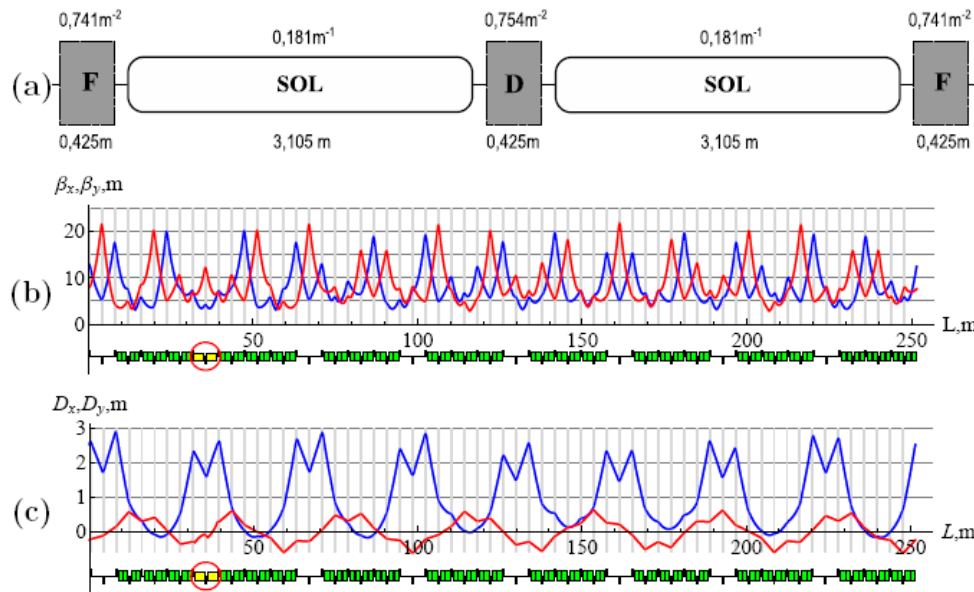 0,741m-2 0,754m-2 0,741m-2
0,181m-1 0,181m-1
(a) F SOL D SOL F
0,425m 3,105 m 0,425m 3,105 m 0,425m
βx,βy,m
20
10
(b)
0
50 100 150 200 250 L,m
Dx,Dy,m
3
2
1
(c)
0
50 100 150 200 250 L,m